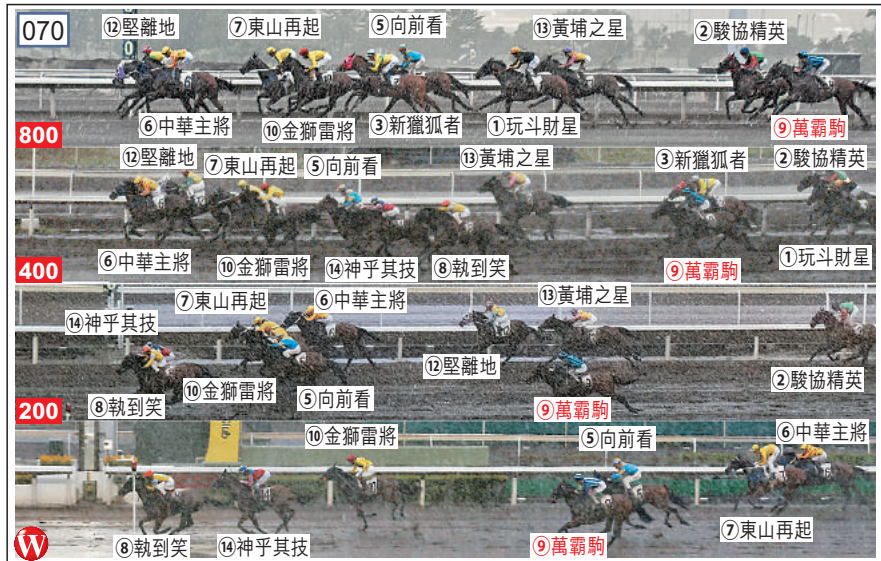 070
⑫堅離地 ⑦東山再起 ⑤向前看 ⑬黃埔之星 ②駿協精英
⑥中華主將 ⑩金獅雷將 ③新獵狐者 ①玩斗財星 ⑨萬霸駒
800
⑫堅離地 ⑦東山再起 ⑤向前看 ⑬黃埔之星 ③新獵狐者 ②駿協精英
⑥中華主將 ⑩金獅雷將 ⑭神乎其技 ⑧執到笑 ⑨萬霸駒 ①玩斗財星
400
⑭神乎其技 ⑦東山再起 ⑥中華主將 ⑬黃埔之星
⑧執到笑 ⑩金獅雷將 ⑤向前看 ⑫堅離地 ⑨萬霸駒 ②駿協精英
200
⑩金獅雷將 ⑤向前看 ⑥中華主將
⑧執到笑 ⑭神乎其技 ⑨萬霸駒 ⑦東山再起
W